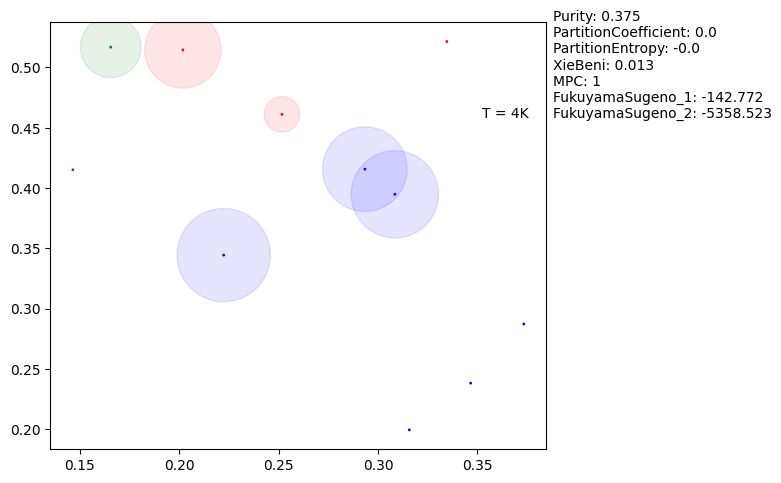 Purity: 0.375
PartitionCoefficient: 0.0
PartitionEntropy: -0.0
XieBeni: 0.013
MPC: 1
FukuyamaSugeno_1: -142.772
FukuyamaSugeno_2: -5358.523
T = 4K
0.50
0.45
0.40
0.35
0.30
0.25
0.20
0.15 0.20 0.25 0.30 0.35